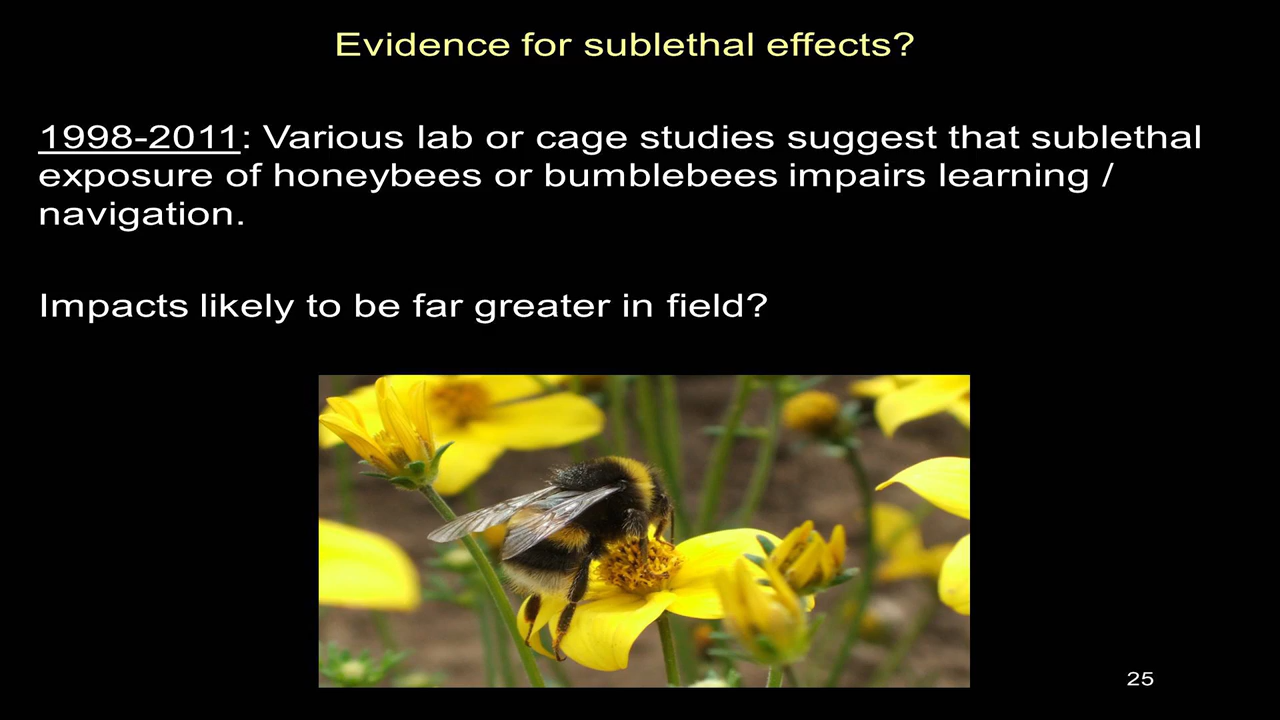 Evidence for sublethal effects?
1998-2011: Various lab or cage studies suggest that sublethal
exposure of honeybees or bumblebees impairs learning /
navigation.
Impacts likely to be far greater in field?
25